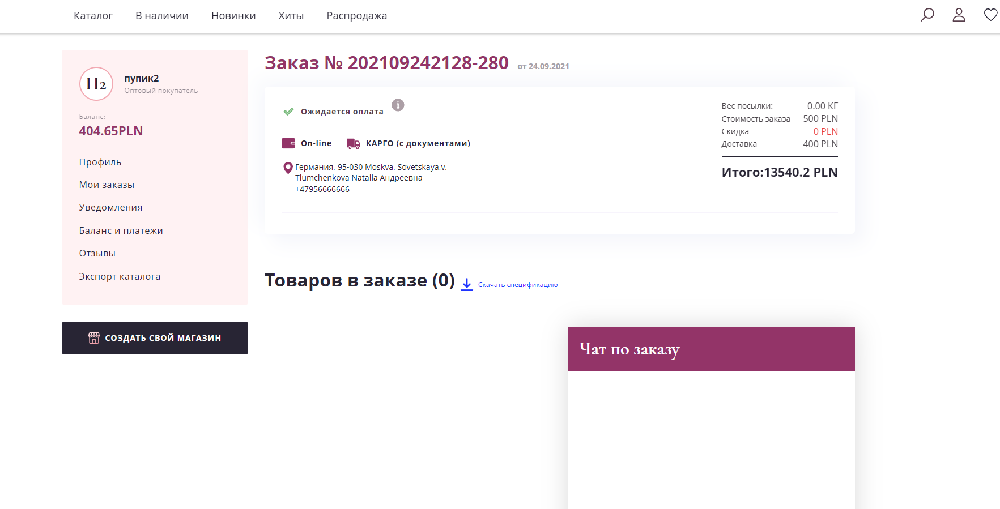 Каталог В наличии Новинки Хиты Распродажа
П2
пупик2
Оптовый покупатель
Баланс:
404.65PLN
Профиль
Мои заказы
Уведомления
Баланс и платежи
Отзывы
Экспорт каталога
СОЗДАТЬ СВОЙ МАГАЗИН
Заказ № 202109242128-280 от 24.09.2021
Ожидается оплата
On-line КАРГО (с документами)
Германия, 95-030 Moskva, Sovetskaya,v,
Tiumchenkova Natalia Андреевна
+47956666666
Вес посылки: 0.00 КГ
Стоимость заказа 500 PLN
Скидка 0 PLN
Доставка 400 PLN
Итого:13540.2 PLN
Товаров в заказе (0) Скачать спецификацию
Чат по заказу